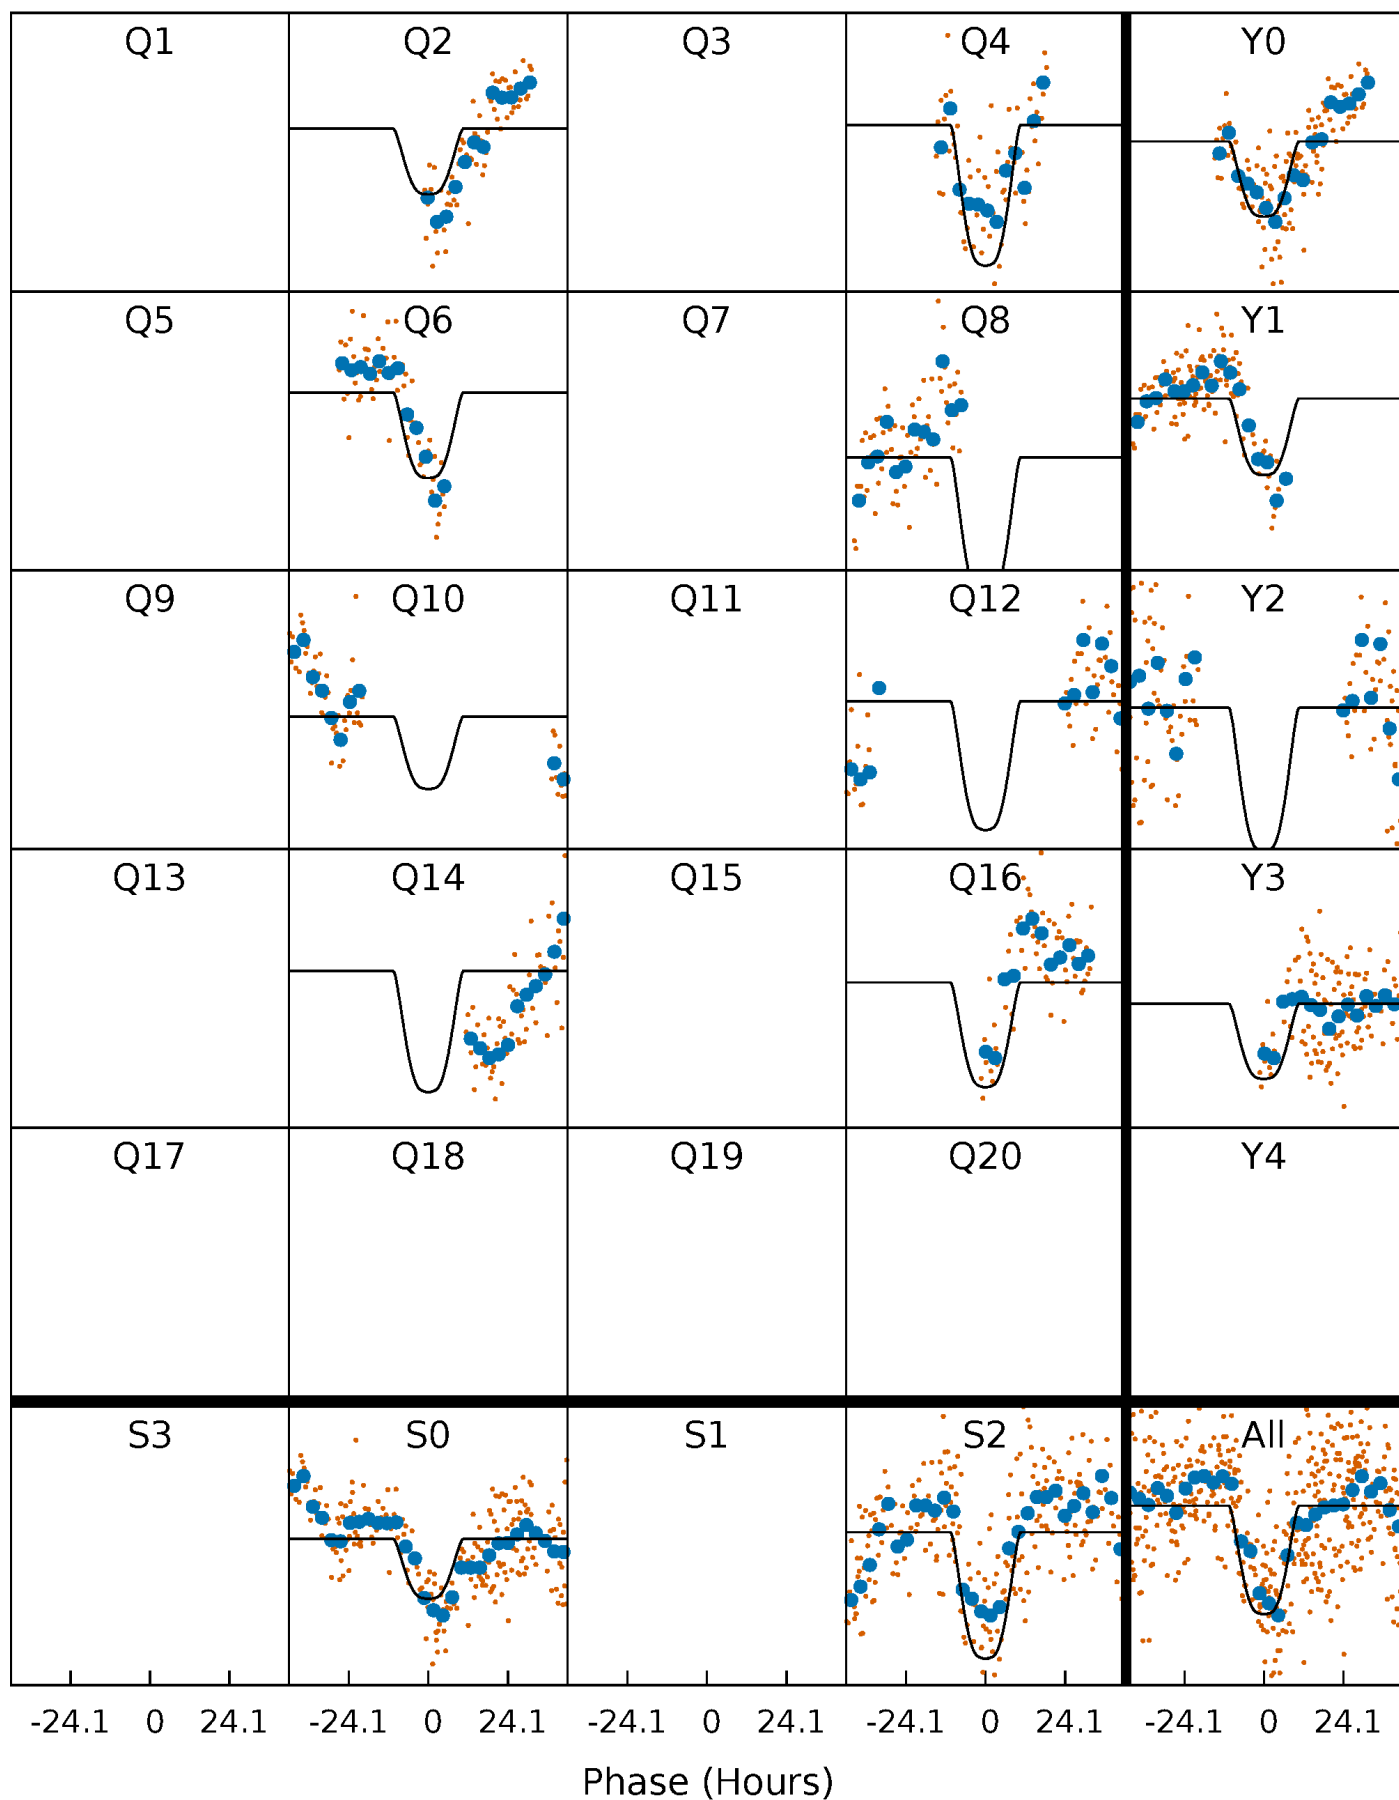 Q1 Q2 Q3 Q4 Y0
Q5 Q6 Q7 Q8 Y1
Q9 Q10 Q11 Q12 Y2
Q13 Q14 Q15 Q16 Y3
Q17 Q18 Q19 Q20 Y4
S3 S0 S1 S2 All
-24.1 0 24.1 -24.1 0 24.1 -24.1 0 24.1 -24.1 0 24.1 -24.1 0 24.1
Phase (Hours)